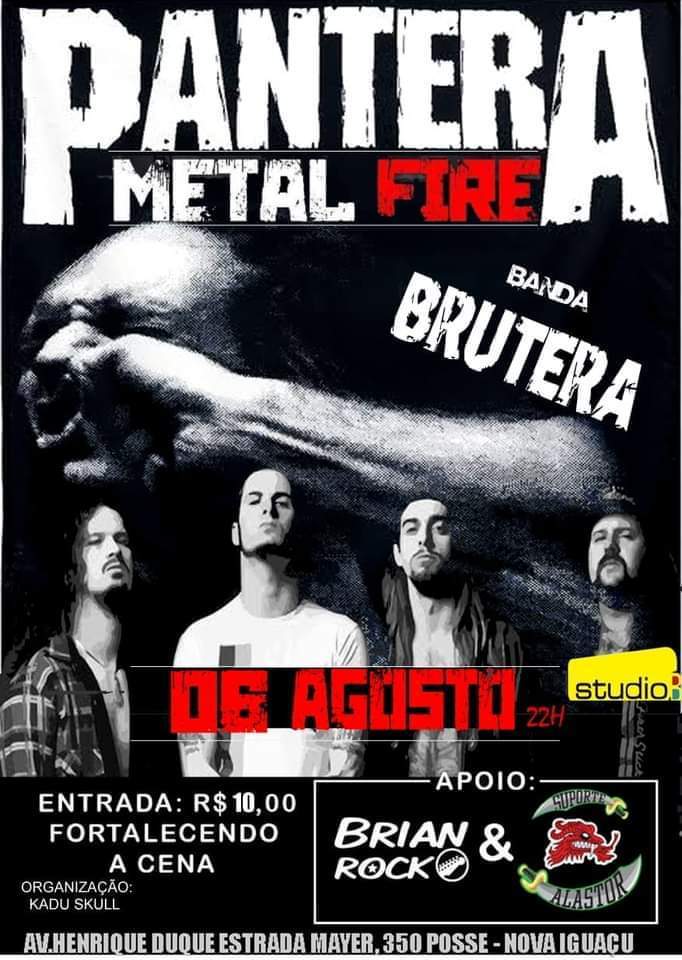 PANTERA
METAL FIRE
BANDA
BRUTERA
06 AGOSTO 22H
studio
ENTRADA: R$10,00
FORTALECENDO
A CENA
ORGANIZAÇÃO:
KADU SKULL
APOIO:
BRIAN
ROCK
&
SUPORTE
ALASTOR
AV.HENRIQUE DUQUE ESTRADA MAYER, 350 POSSE - NOVA IGUAÇU